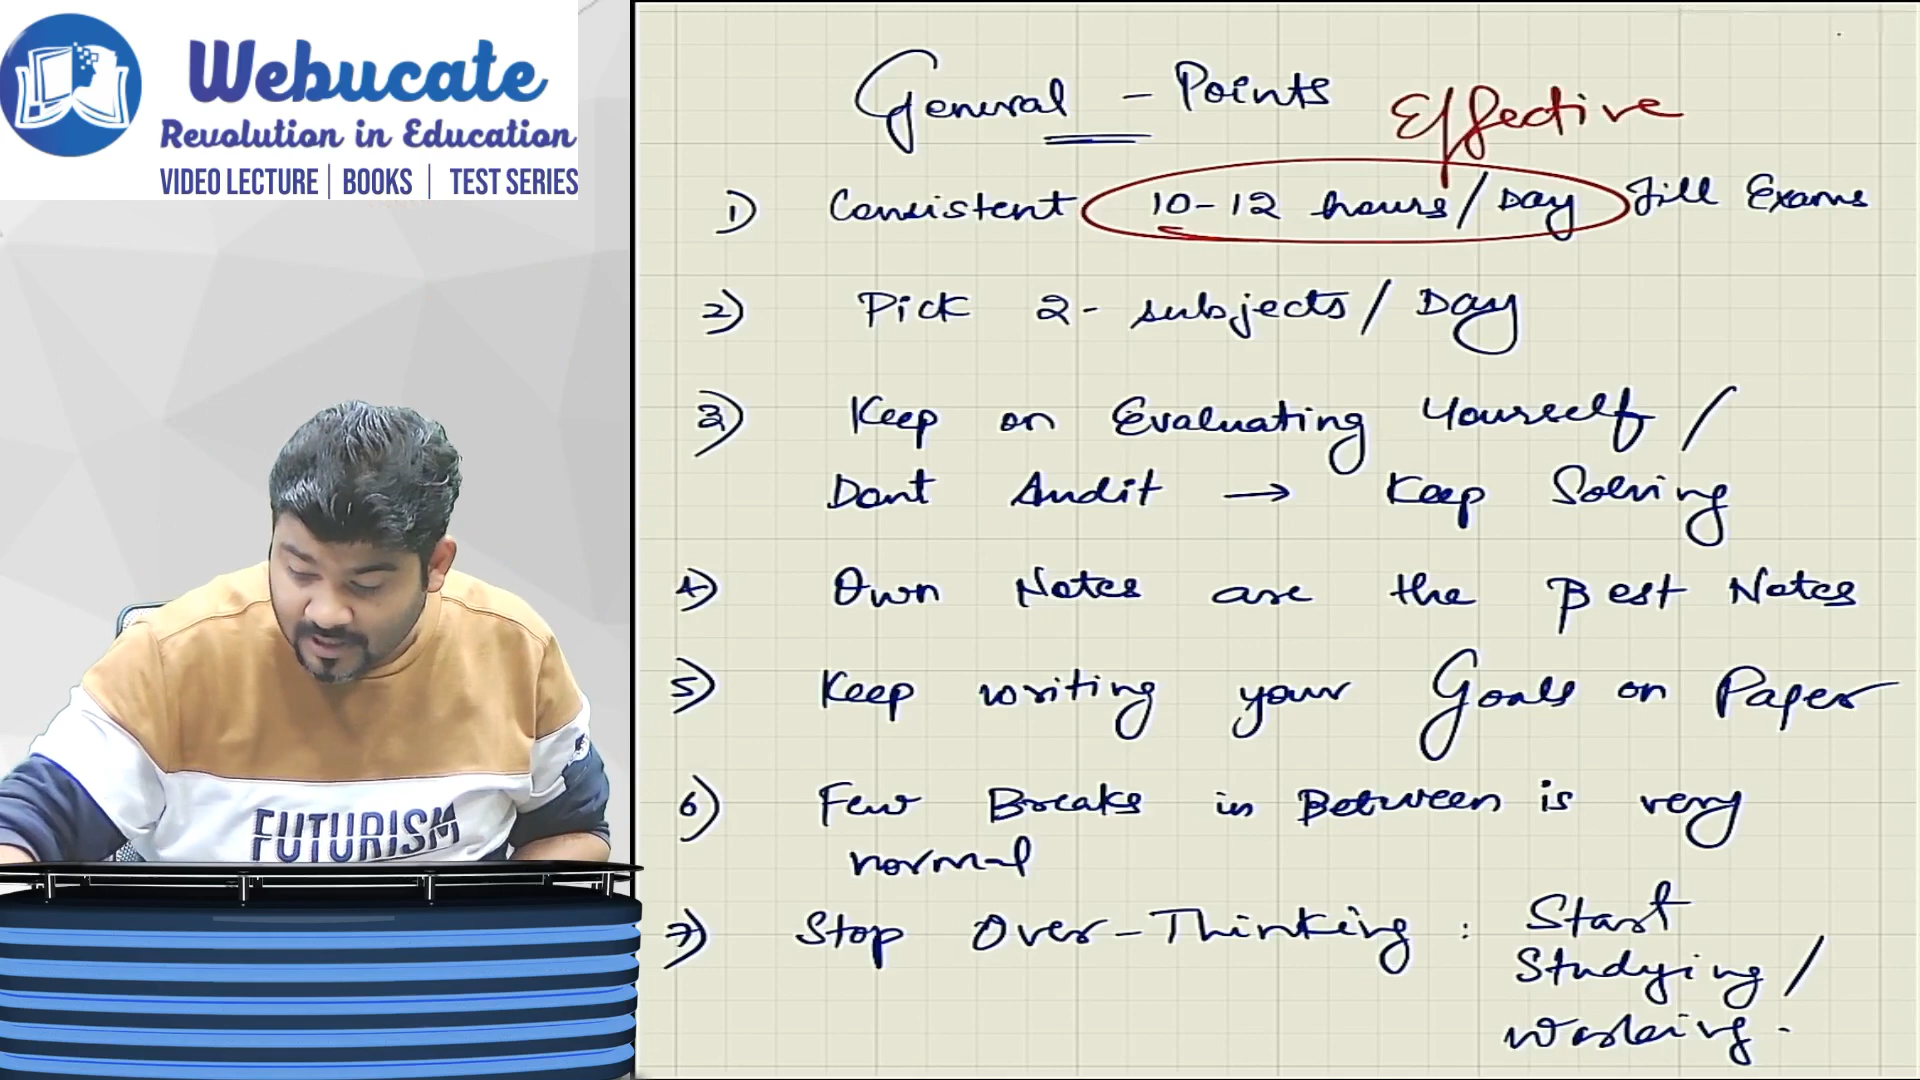 Webucate
Revolution in Education
VIDEO LECTURE | BOOKS | TEST SERIES
FUTURISM
General - Points
Effective
1) Consistent 10-12 hours/Day Till Exams
2) Pick 2- subjects/Day
3) Keep on Evaluating Yourself /
Dont Audit → Keep Solving
4) Own Notes are the Best Notes
5) Keep writing your Goals on Paper
6) Few Breaks in Between is very
normal
7) Stop Over-Thinking : Start
Studying /
Working.